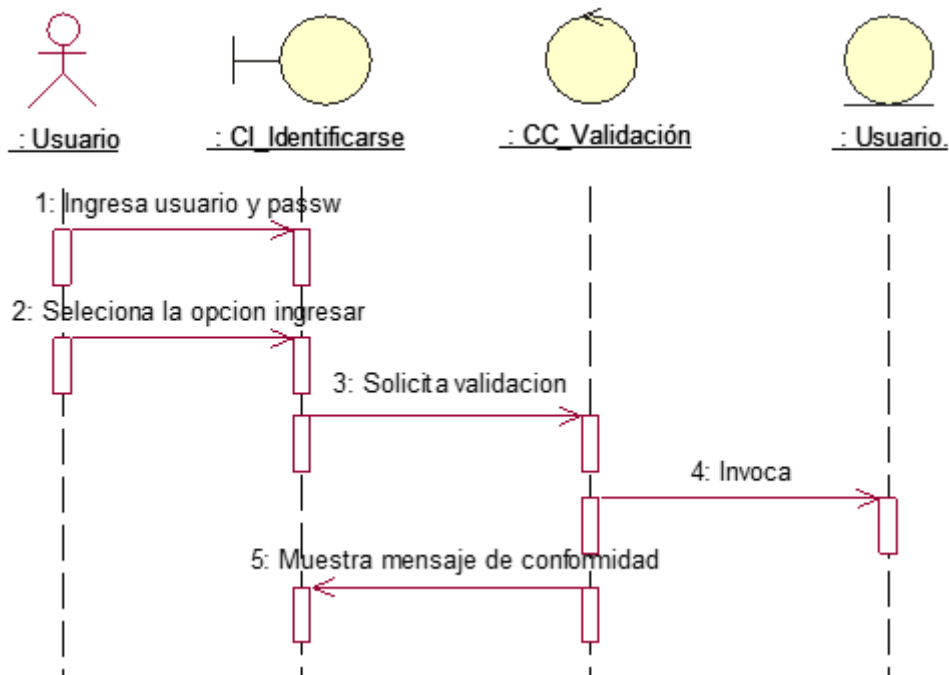 : Usuario
: CI_Identificarse
: CC_Validación
: Usuario.
1: Ingresa usuario y passw
2: Seleciona la opcion ingresar
3: Solicita validacion
4: Invoca
5: Muestra mensaje de conformidad